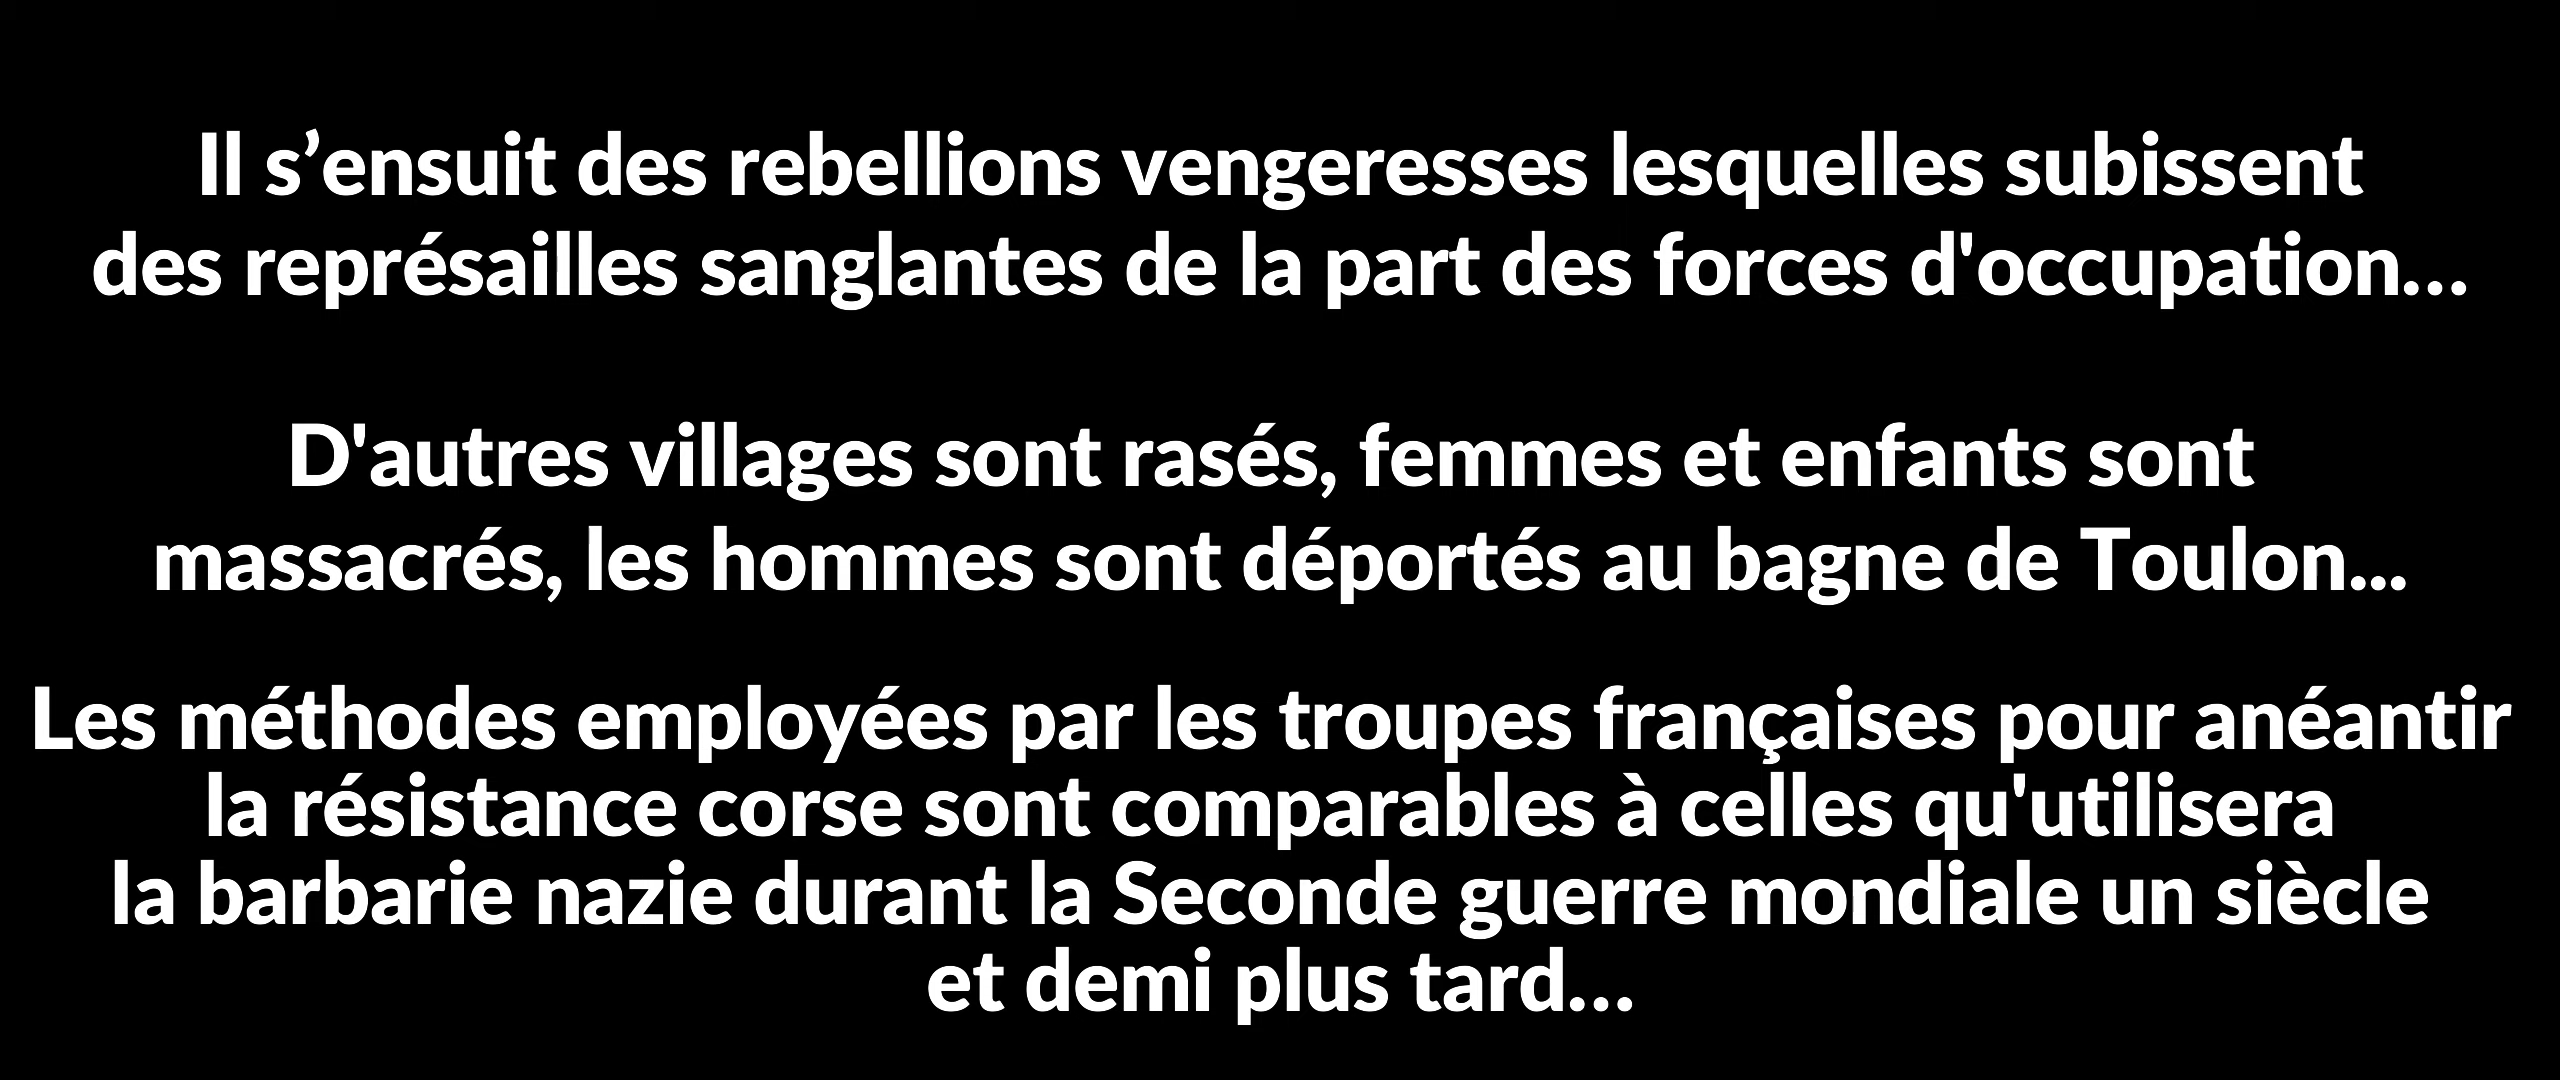 Il s’ensuit des rebellions vengeresses lesquelles subissent
des représailles sanglantes de la part des forces d'occupation...
D'autres villages sont rasés, femmes et enfants sont
massacrés, les hommes sont déportés au bagne de Toulon...
Les méthodes employées par les troupes françaises pour anéantir
la résistance corse sont comparables à celles qu'utilisera
la barbarie nazie durant la Seconde guerre mondiale un siècle
et demi plus tard...